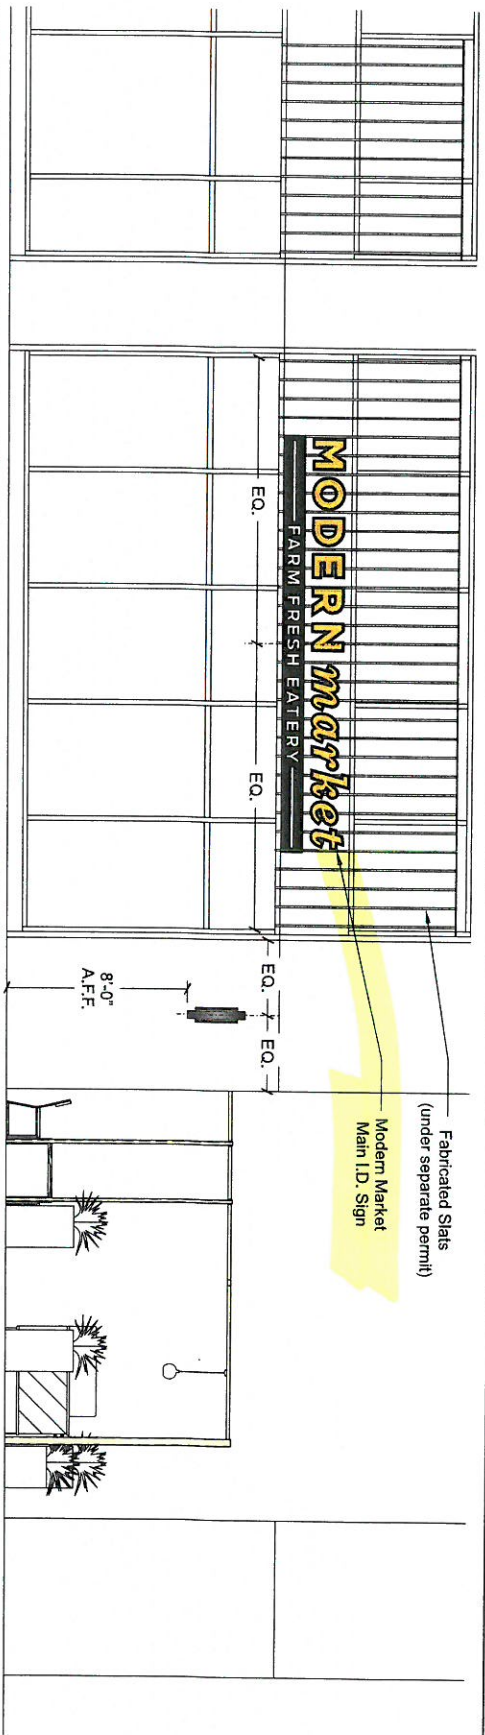 Fabricated Slats
(under separate permit)
Modern Market
Main I.D. Sign
MODERN market
FARM FRESH EATERY
EQ.
EQ.
EQ.
EQ.
8'-0"
A.F.F.